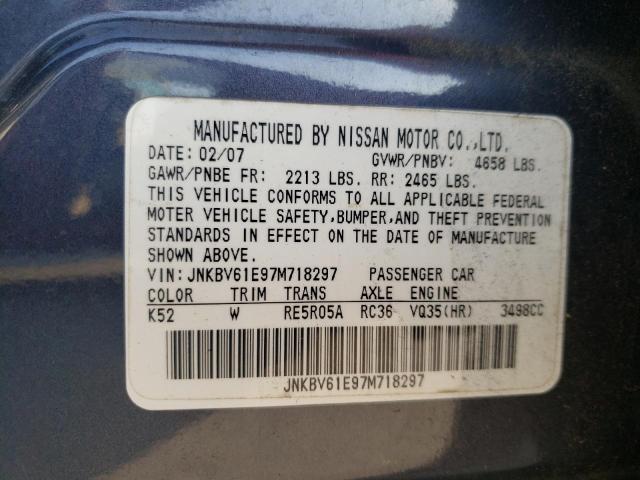 MANUFACTURED BY NISSAN MOTOR CO.,LTD.
DATE: 02/07 GVWR/PNBV: 4658 LBS.
GAWR/PNBE FR: 2213 LBS. RR: 2465 LBS.
THIS VEHICLE CONFORMS TO ALL APPLICABLE FEDERAL
MOTER VEHICLE SAFETY,BUMPER,AND THEFT PREVENTION
STANDARDS IN EFFECT ON THE DATE OF MANUFACTURE
SHOWN ABOVE.
VIN: JNKBV61E97M718297 PASSENGER CAR
COLOR TRIM TRANS AXLE ENGINE
K52 W RE5R05A RC36 VQ35(HR) 3498CC
JNKBV61E97M718297